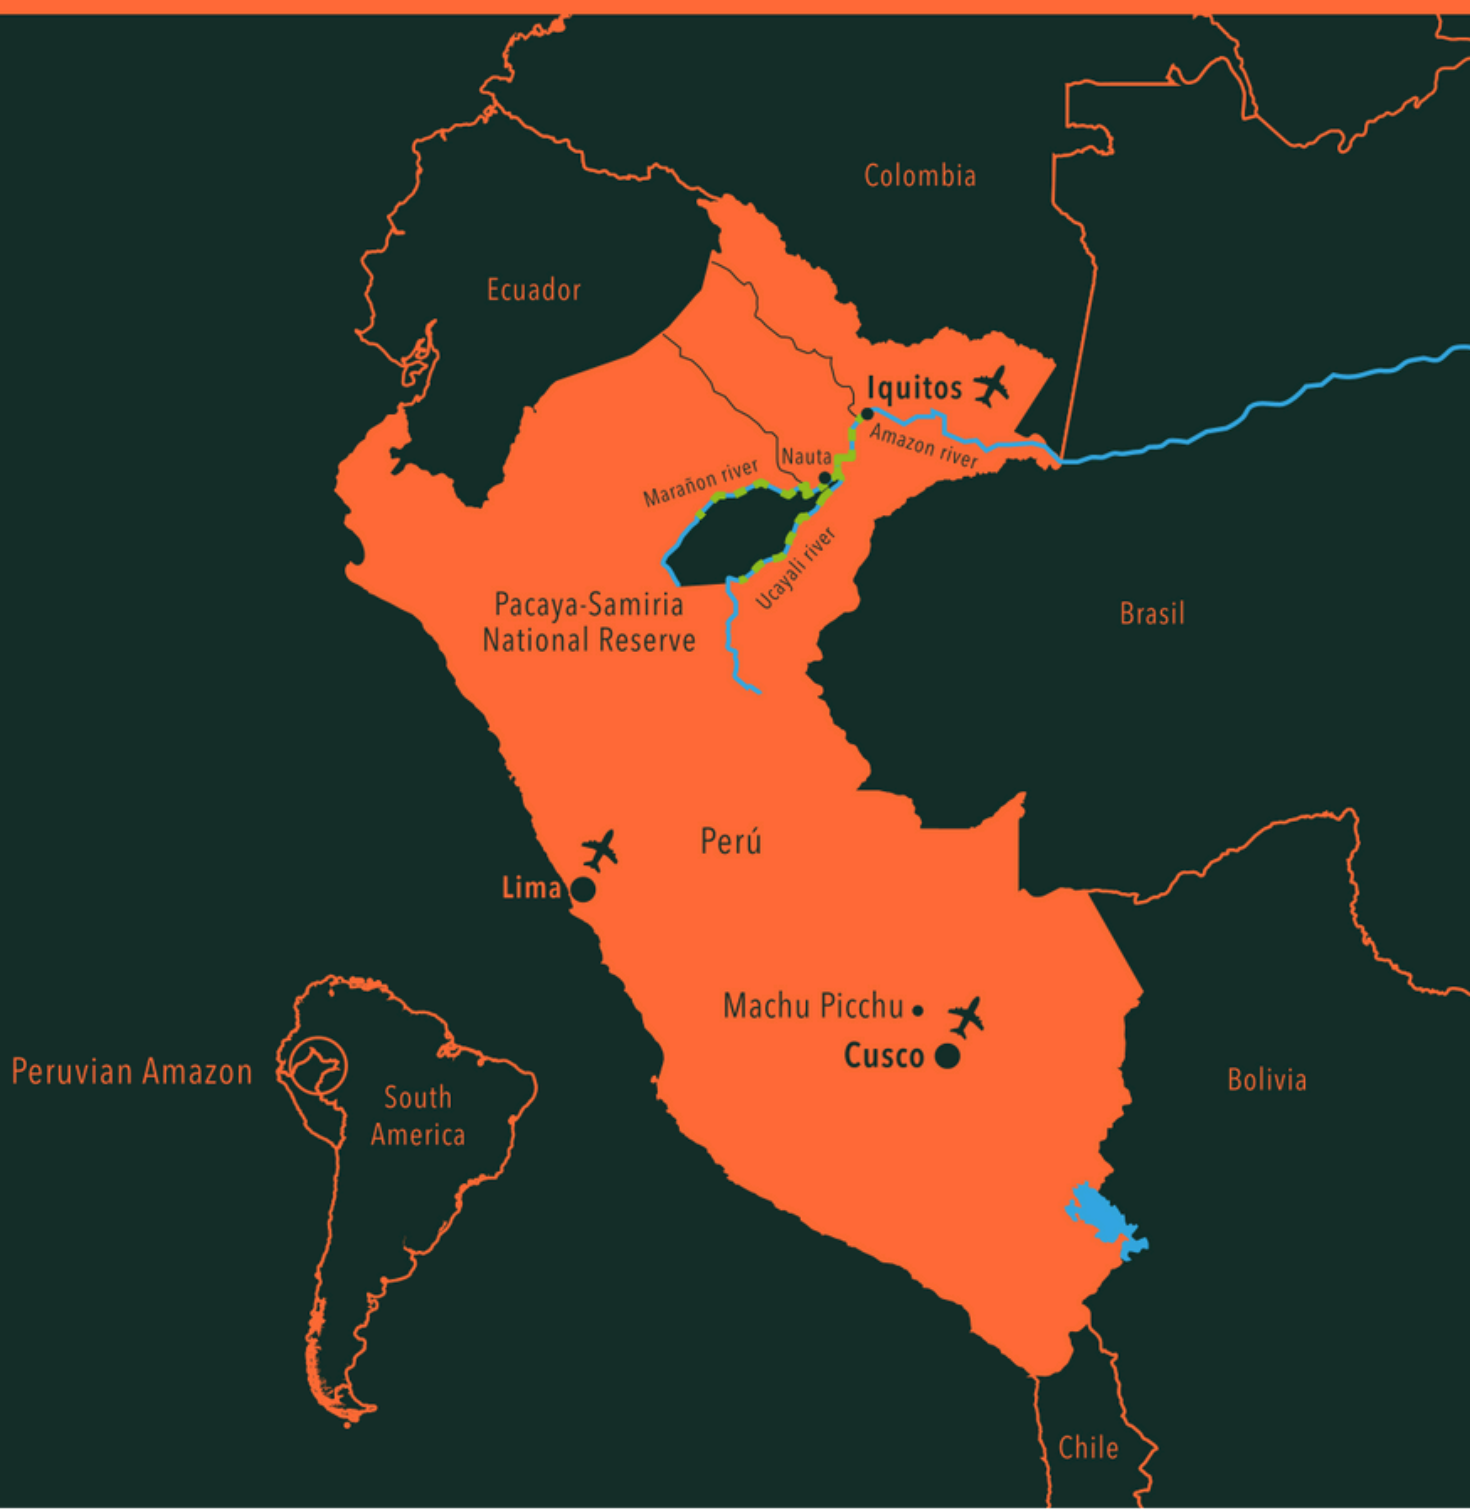 Colombia
Ecuador
Iquitos
Amazon river
Nauta
Marañon river
Ucayali river
Pacaya-Samiria
National Reserve
Brasil
Perú
Lima
Machu Picchu
Cusco
Peruvian Amazon
South
America
Bolivia
Chile